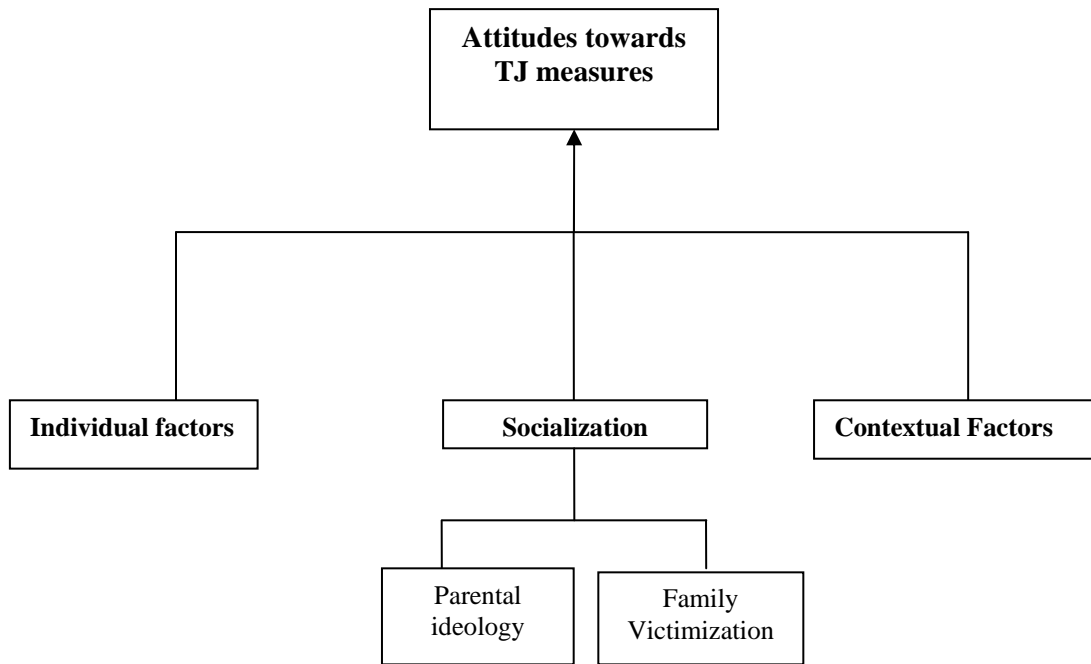 Attitudes towards
TJ measures
Individual factors
Socialization
Contextual Factors
Parental
ideology
Family
Victimization